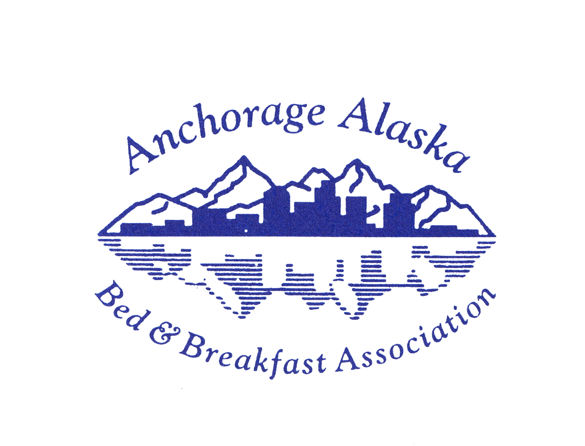 Anchorage Alaska
Bed & Breakfast Association